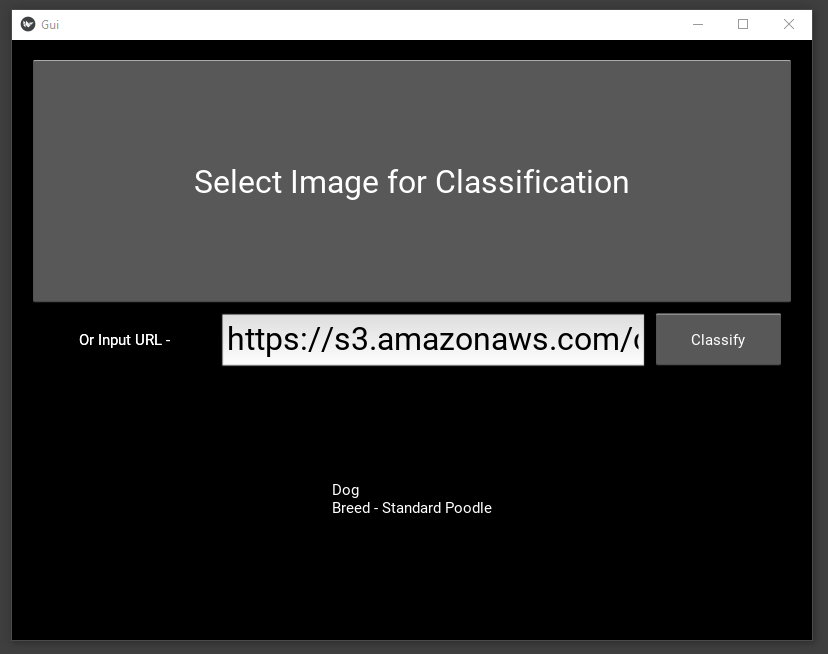 Gui
Select Image for Classification
Or Input URL -
https://s3.amazonaws.com/
Classify
Dog
Breed - Standard Poodle